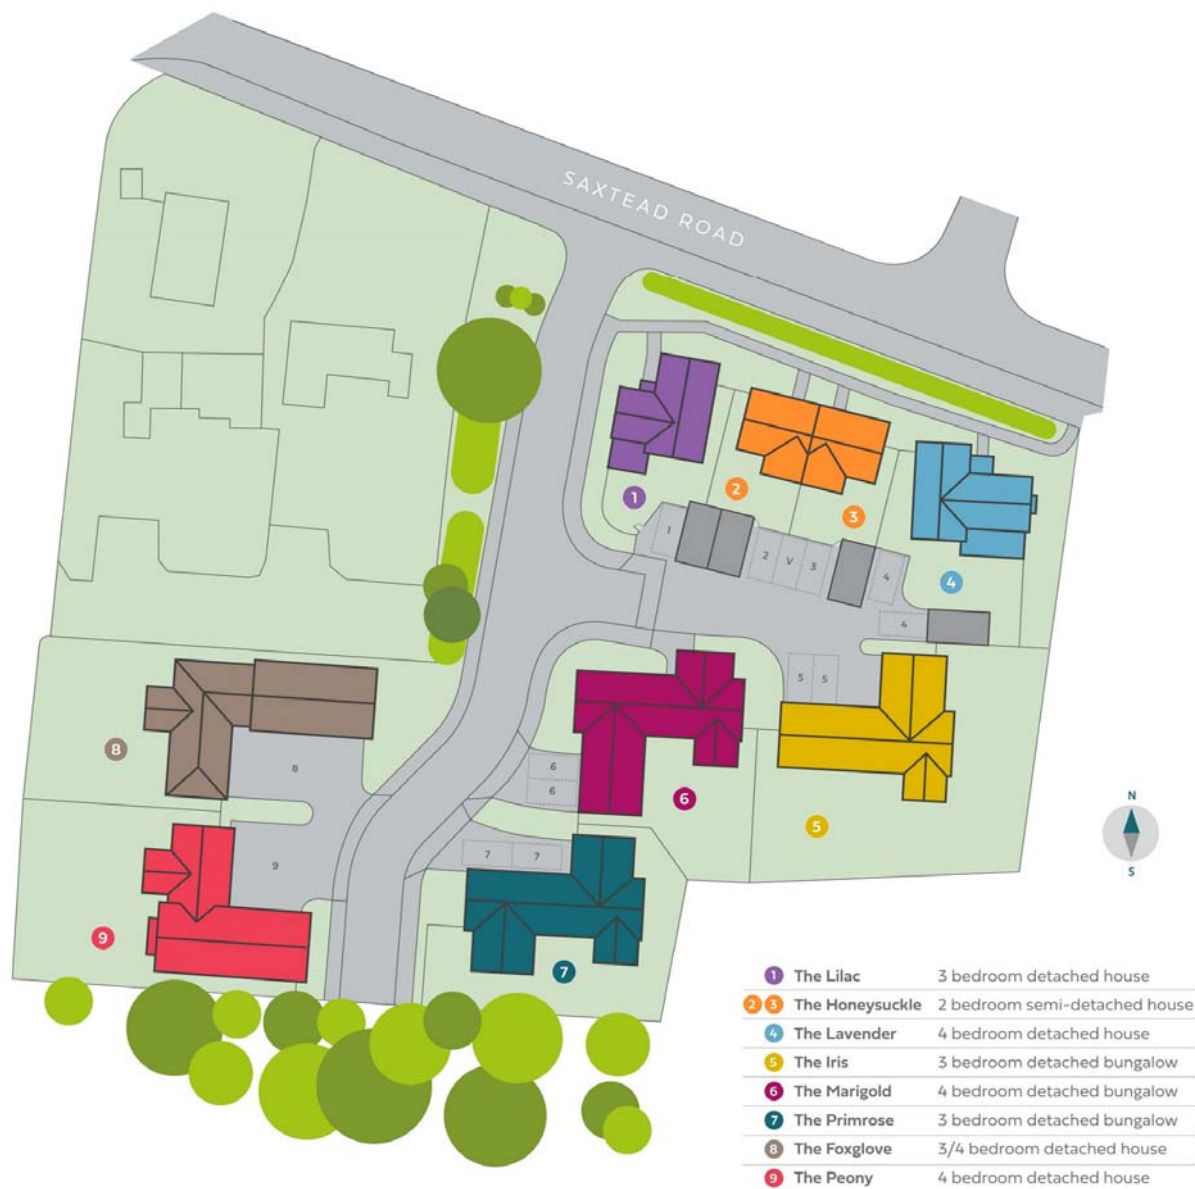 SAXTEAD ROAD
1
2
3
4
1
2
V
3
4
4
5
5
8
8
6
6
6
5
7
7
9
9
7
N
S
1 The Lilac 3 bedroom detached house
2 3 The Honeysuckle 2 bedroom semi-detached house
4 The Lavender 4 bedroom detached house
5 The Iris 3 bedroom detached bungalow
6 The Marigold 4 bedroom detached bungalow
7 The Primrose 3 bedroom detached bungalow
8 The Foxglove 3/4 bedroom detached house
9 The Peony 4 bedroom detached house